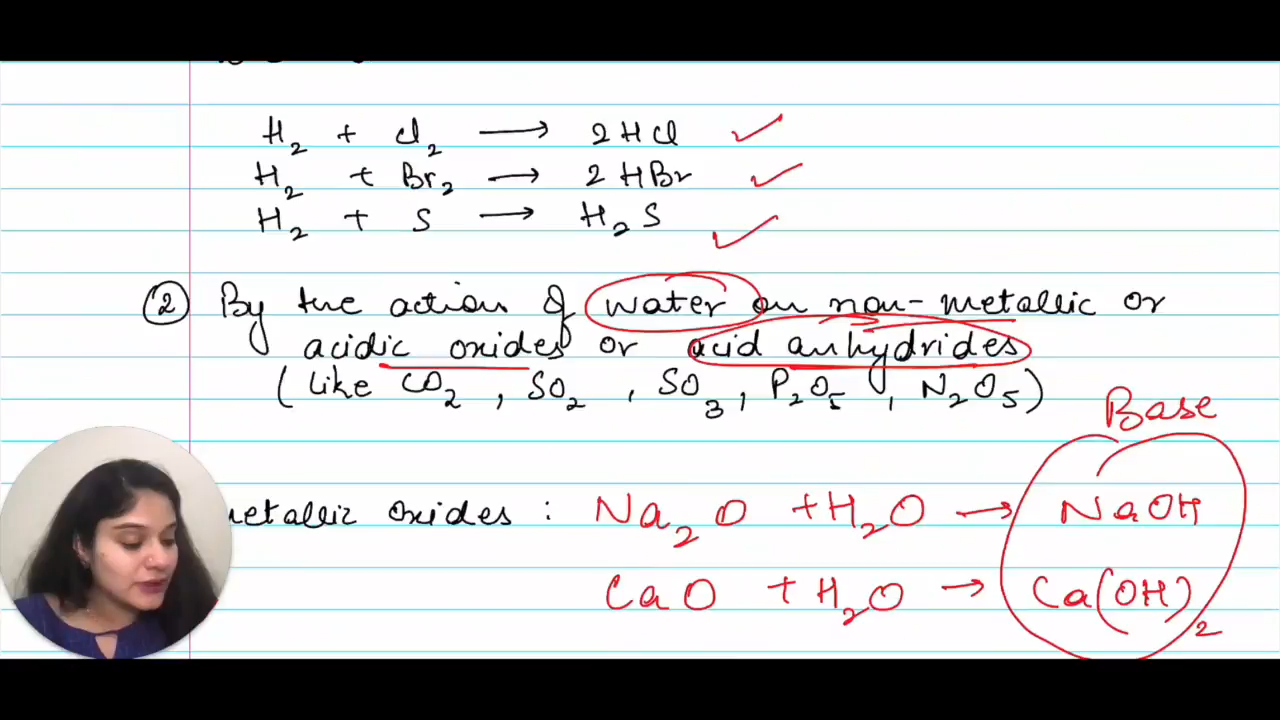 H₂ + Cl₂ → 2HCl ✓
H₂ + Br₂ → 2HBr ✓
H₂ + S → H₂S ✓
② By the action of water on non-metallic or
acidic oxides or acid anhydrides
(like CO₂, SO₂, SO₃, P₂O₅, N₂O₅)
Base
metallic oxides : Na₂O + H₂O → NaOH
CaO + H₂O → Ca(OH)₂